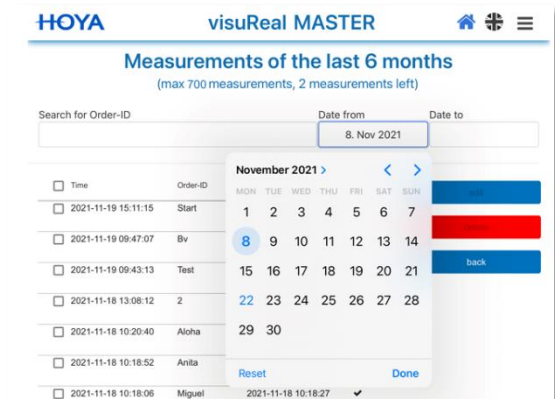 HOYA
visuReal MASTER
Measurements of the last 6 months
(max 700 measurements, 2 measurements left)
Search for Order-ID Date from Date to
8. Nov 2021
November 2021
MON TUE WED THU FRI SAT SUN
1 2 3 4 5 6 7
8 9 10 11 12 13 14
15 16 17 18 19 20 21
22 23 24 25 26 27 28
29 30
Reset Done
Time Order-ID
2021-11-19 15:11:15 Start
2021-11-19 09:47:07 Bv
2021-11-19 09:43:13 Test
2021-11-18 13:08:12 2
2021-11-18 10:20:40 Aloha
2021-11-18 10:18:52 Anita
2021-11-18 10:18:06 Miguel 2021-11-18 10:18:27 ✔
back